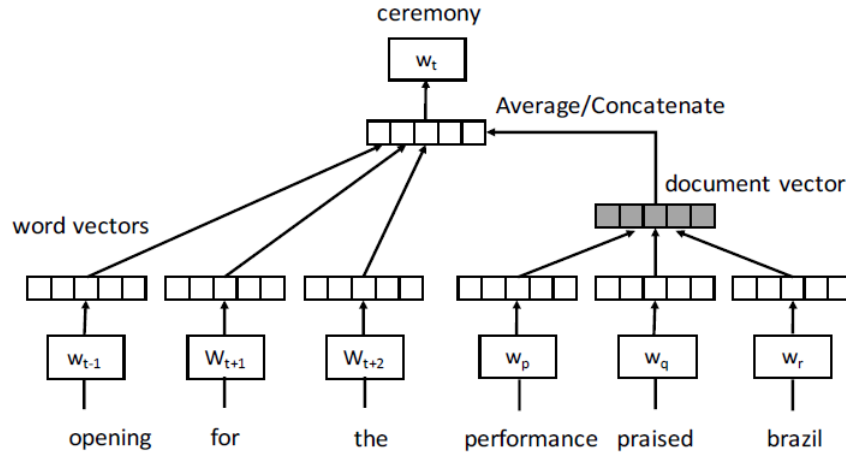 ceremony
wₜ
Average/Concatenate
document vector
word vectors
wₜ₋₁
Wₜ₊₁
Wₜ₊₂
wₚ
w_q
wᵣ
opening for the performance praised brazil